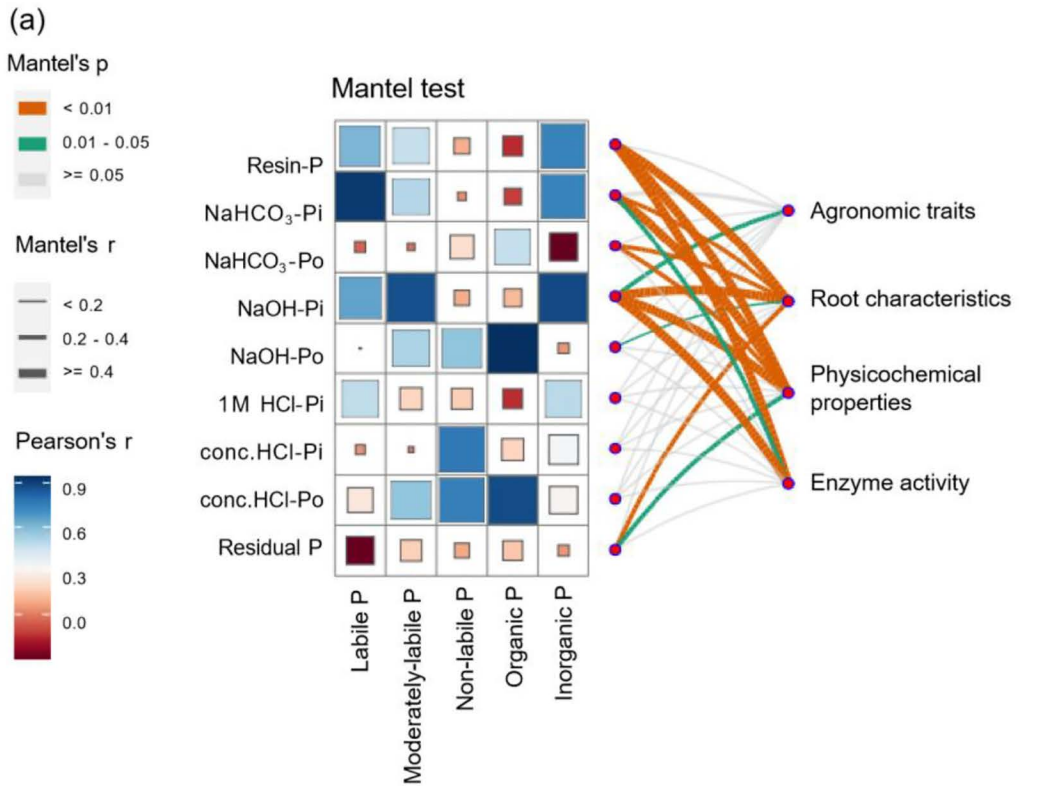 (a)
Mantel's p
< 0.01
0.01 - 0.05
>= 0.05
Mantel's r
< 0.2
0.2 - 0.4
>= 0.4
Pearson's r
0.9
0.6
0.3
0.0
Mantel test
Resin-P
NaHCO₃-Pi
NaHCO₃-Po
NaOH-Pi
NaOH-Po
1M HCl-Pi
conc.HCl-Pi
conc.HCl-Po
Residual P
Labile P
Moderately-labile P
Non-labile P
Organic P
Inorganic P
Agronomic traits
Root characteristics
Physicochemical
properties
Enzyme activity